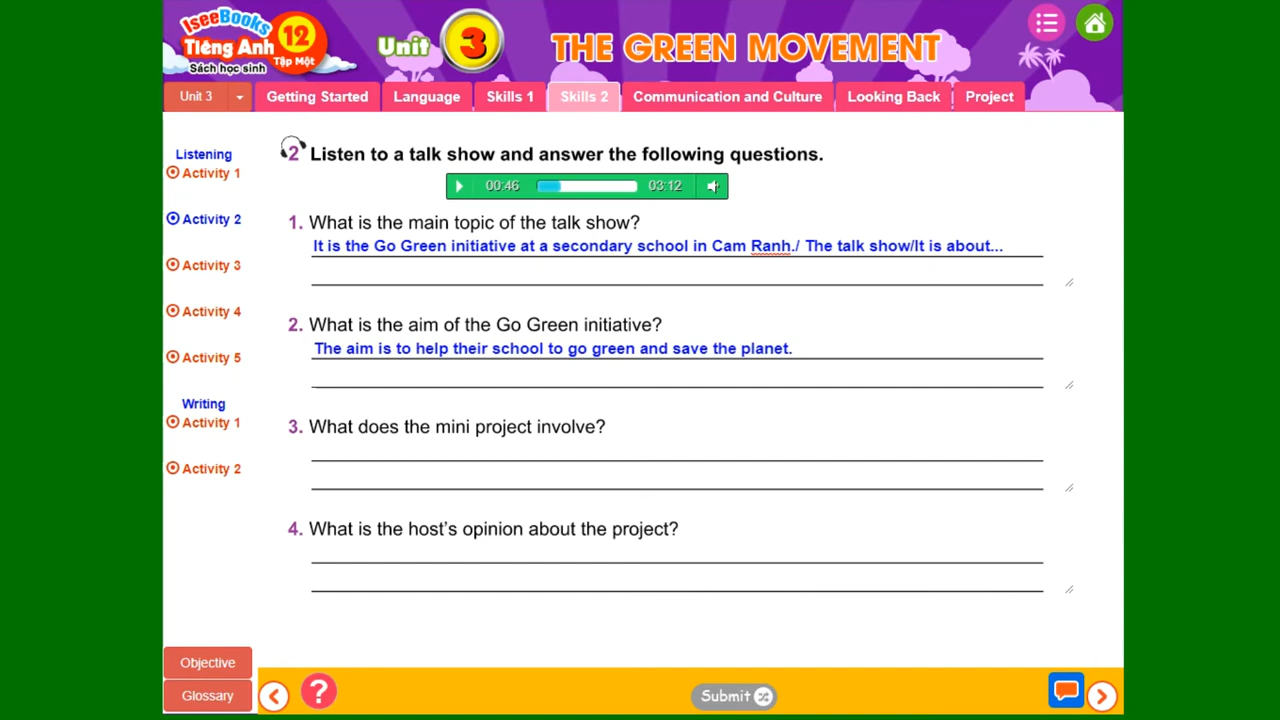 IseeBooks
Tiếng Anh 12
Tập Một
Sách học sinh
Unit 3
THE GREEN MOVEMENT
Unit 3 Getting Started Language Skills 1 Skills 2 Communication and Culture Looking Back Project
Listening
Activity 1
Activity 2
Activity 3
Activity 4
Activity 5
Writing
Activity 1
Activity 2
Objective
Glossary
2 Listen to a talk show and answer the following questions.
00:46 03:12
1. What is the main topic of the talk show?
It is the Go Green initiative at a secondary school in Cam Ranh./ The talk show/It is about...
2. What is the aim of the Go Green initiative?
The aim is to help their school to go green and save the planet.
3. What does the mini project involve?
4. What is the host's opinion about the project?
?
Submit